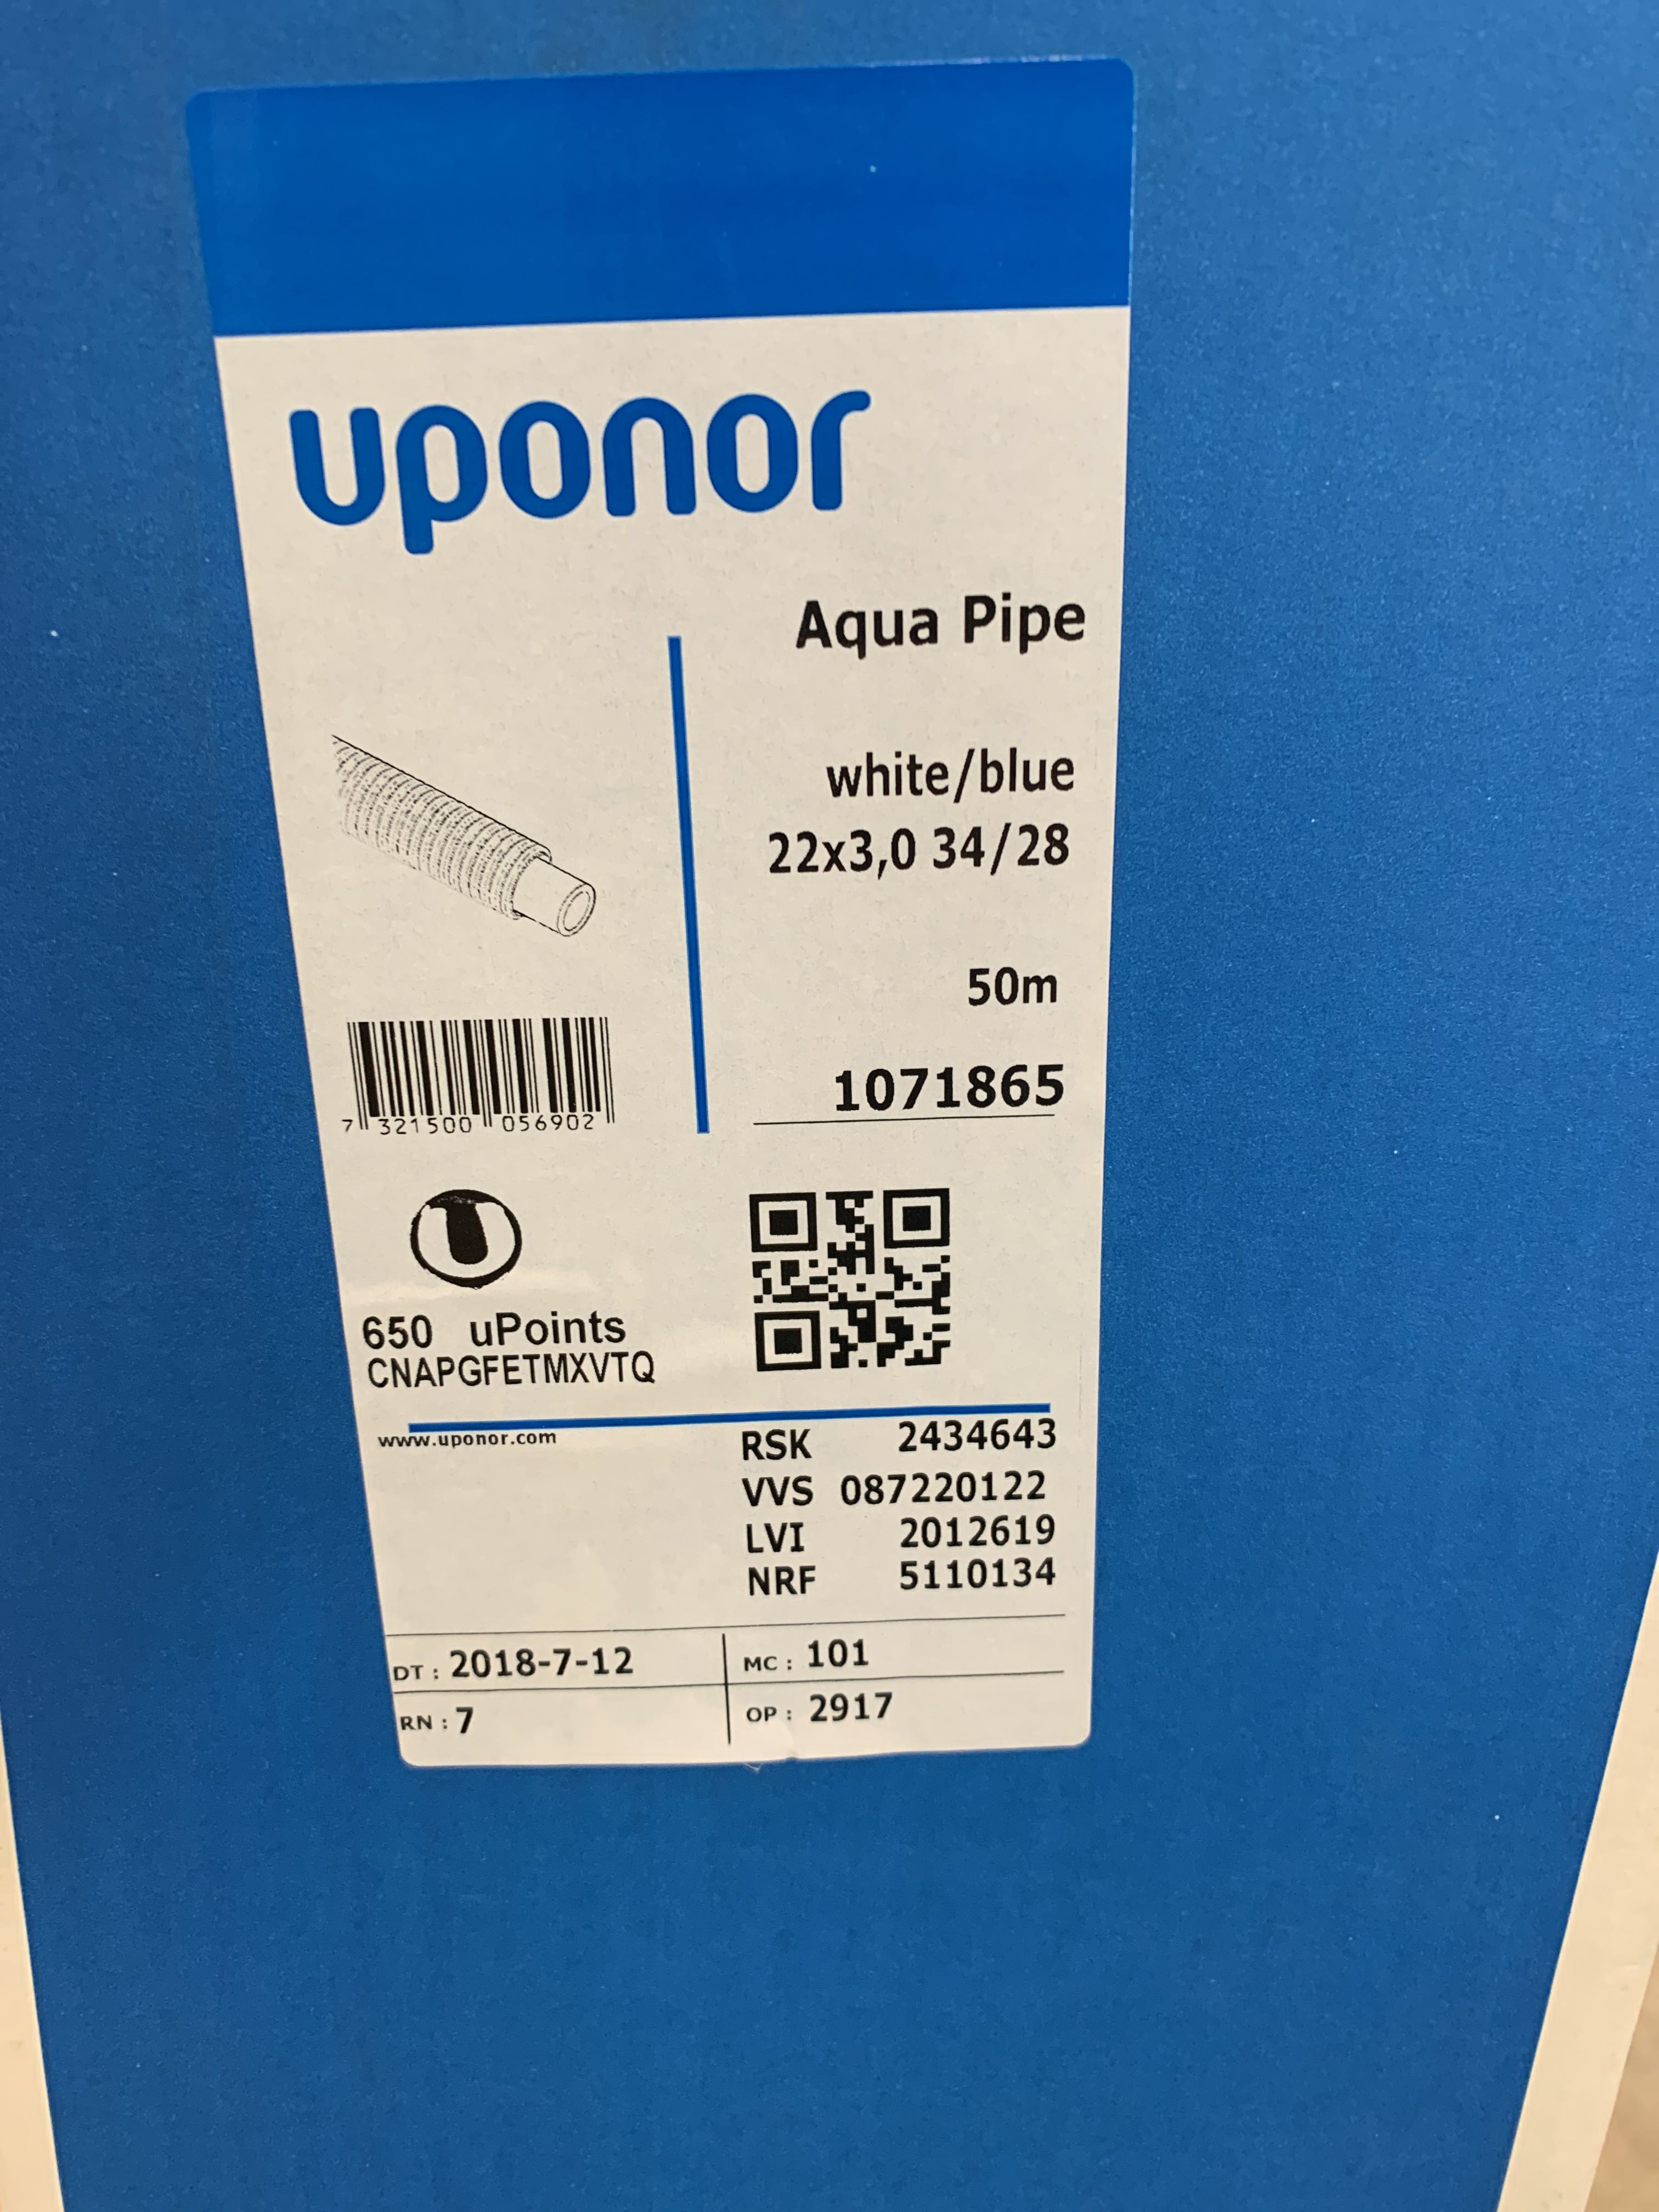 uponor
Aqua Pipe
white/blue
22x3,0 34/28
50m
1071865
7 321500 056902
650 uPoints
CNAPGFETMXVTQ
www.uponor.com
RSK 2434643
VVS 087220122
LVI 2012619
NRF 5110134
DT : 2018-7-12
MC : 101
RN : 7
OP : 2917